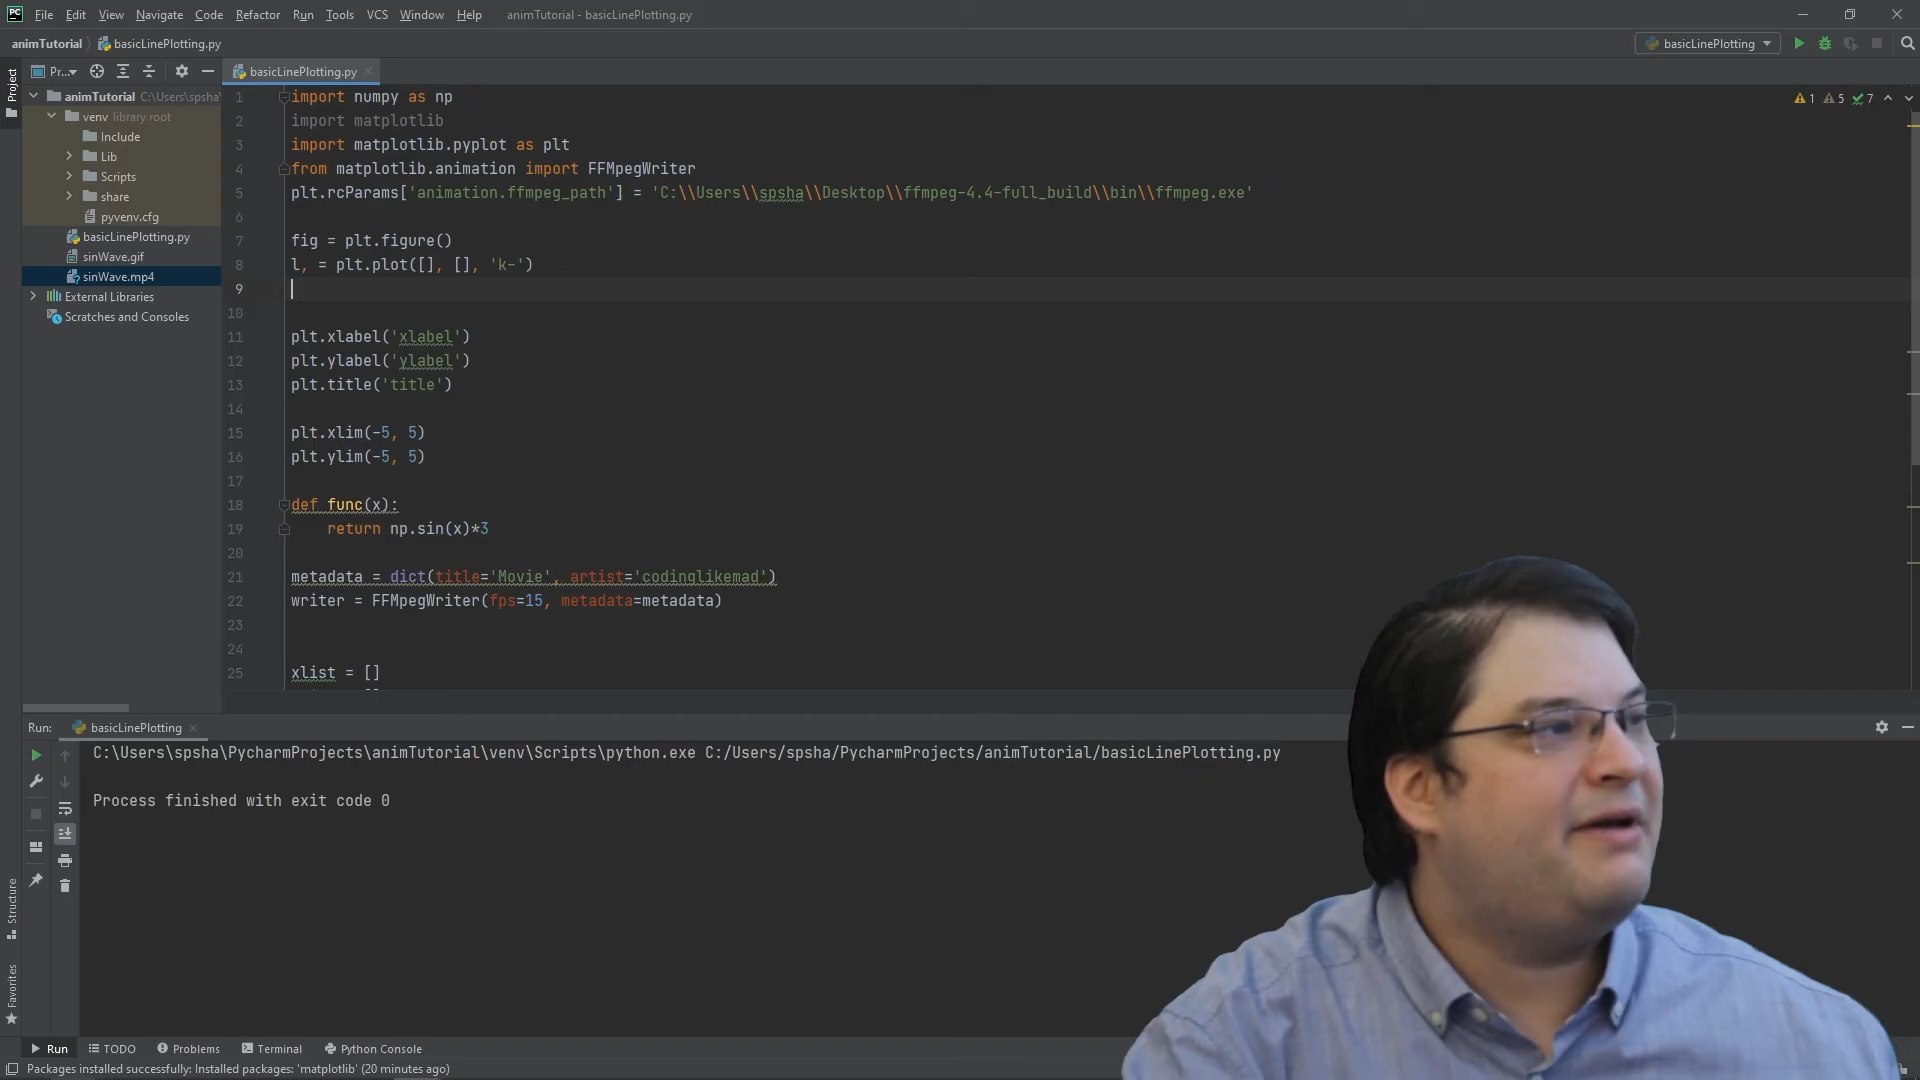 PC File Edit View Navigate Code Refactor Run Tools VCS Window Help animTutorial - basicLinePlotting.py
animTutorial basicLinePlotting.py basicLinePlotting
Project Pr... basicLinePlotting.py
animTutorial C:\Users\spsha\
venv library root
Include
Lib
Scripts
share
pyvenv.cfg
basicLinePlotting.py
sinWave.gif
sinWave.mp4
External Libraries
Scratches and Consoles
1 5 7
1 import numpy as np
2 import matplotlib
3 import matplotlib.pyplot as plt
4 from matplotlib.animation import FFMpegWriter
5 plt.rcParams['animation.ffmpeg_path'] = 'C:\\Users\\spsha\\Desktop\\ffmpeg-4.4-full_build\\bin\\ffmpeg.exe'
6
7 fig = plt.figure()
8 l, = plt.plot([], [], 'k-')
9
10
11 plt.xlabel('xlabel')
12 plt.ylabel('ylabel')
13 plt.title('title')
14
15 plt.xlim(-5, 5)
16 plt.ylim(-5, 5)
17
18 def func(x):
19 return np.sin(x)*3
20
21 metadata = dict(title='Movie', artist='codinglikemad')
22 writer = FFMpegWriter(fps=15, metadata=metadata)
23
24
25 xlist = []
Run: basicLinePlotting
C:\Users\spsha\PycharmProjects\animTutorial\venv\Scripts\python.exe C:/Users/spsha/PycharmProjects/animTutorial/basicLinePlotting.py
Process finished with exit code 0
Structure
Favorites
Run TODO Problems Terminal Python Console
Packages installed successfully: Installed packages: 'matplotlib' (20 minutes ago)